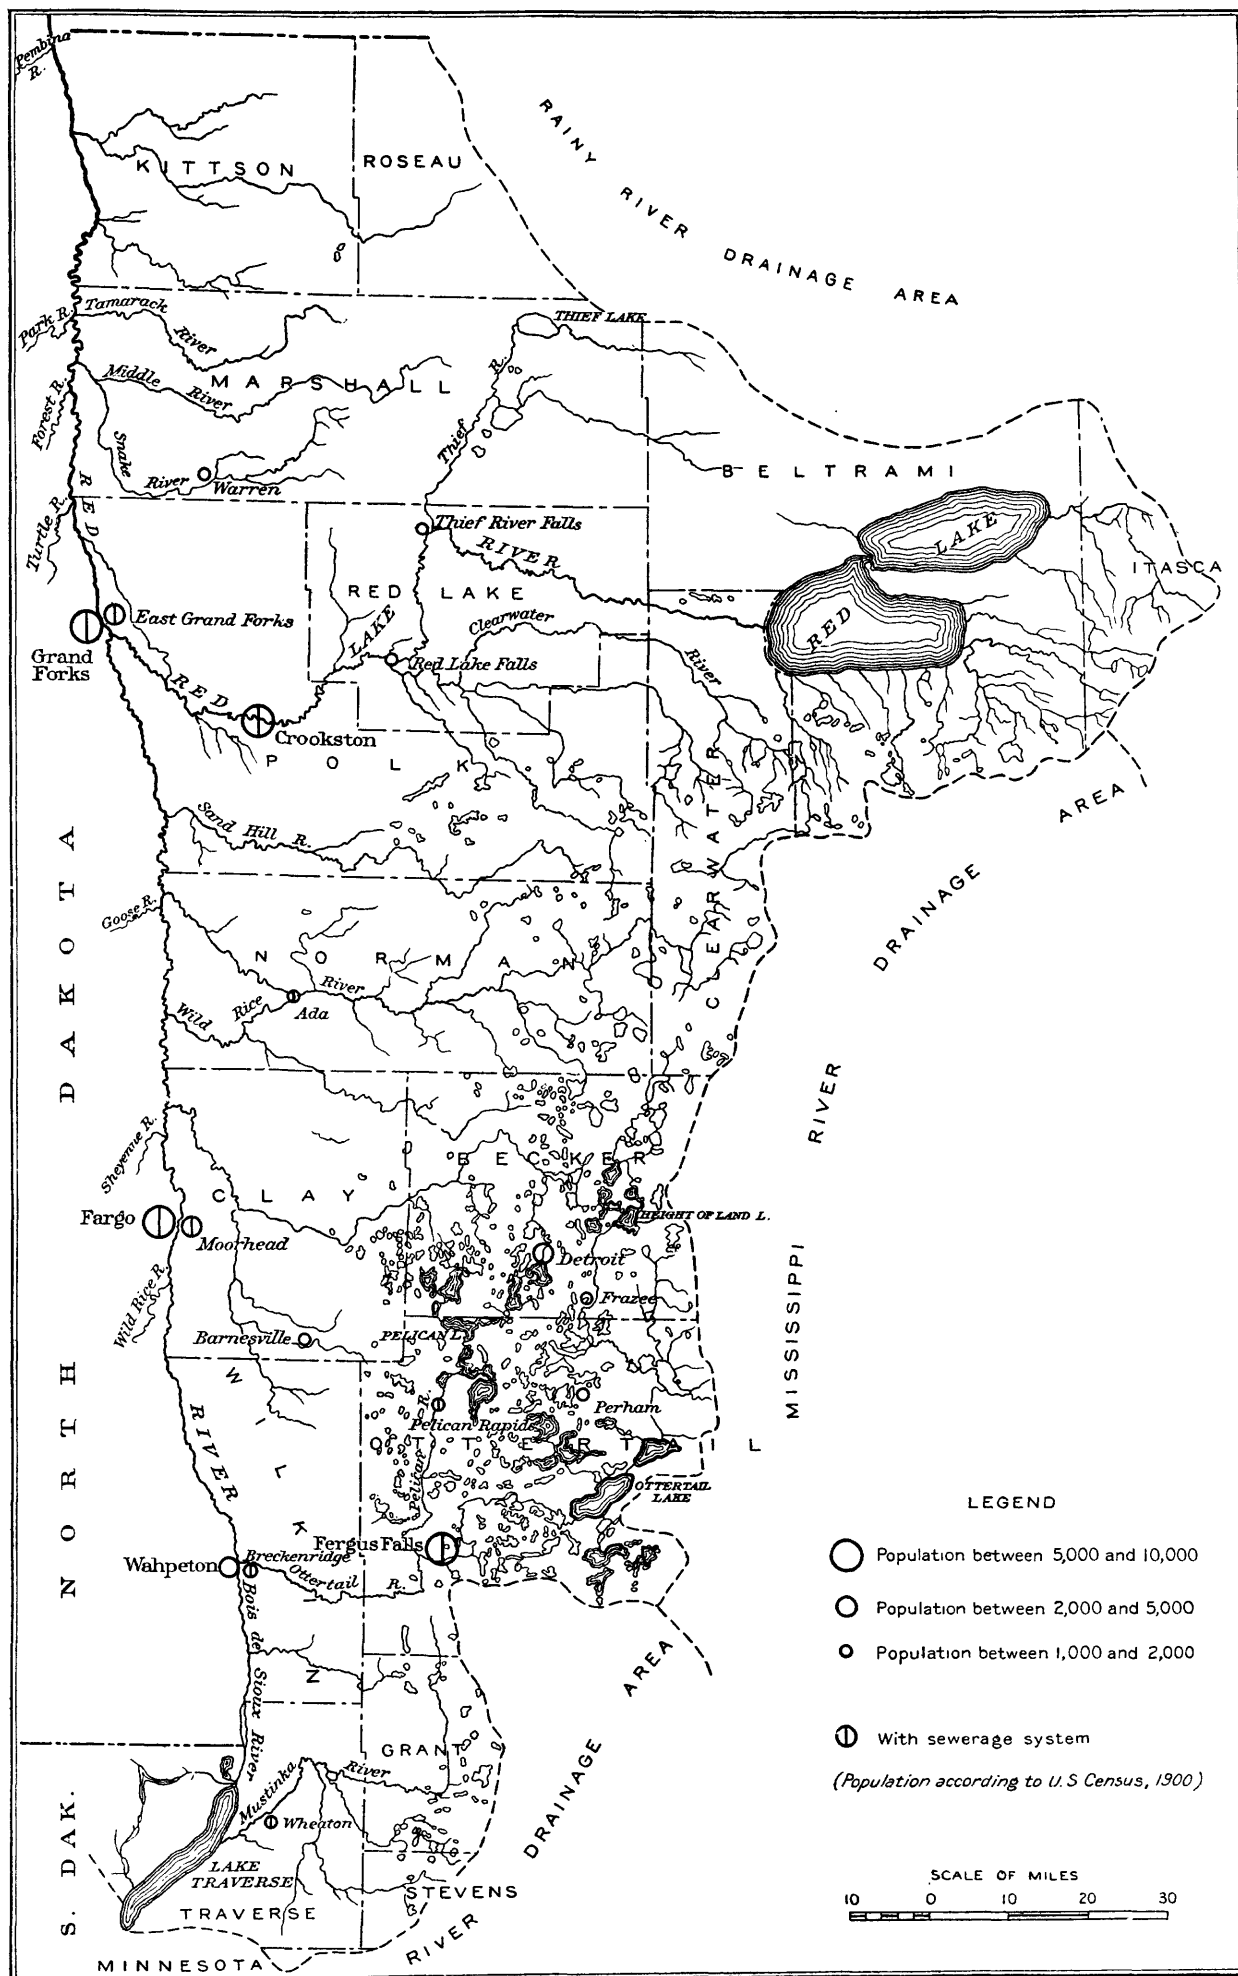 Pembina
R.
KITTSON
ROSEAU
RAINY RIVER DRAINAGE AREA
Park R.
Tamarack
River
THIEF LAKE
Middle
River
MARSHALL
Forest R.
Snake
River
Warren
Thief R.
BELTRAMI
Turtle R.
RED
Thief River Falls
RIVER
LAKE
RED
ITASCA
RED LAKE
Clearwater
River
East Grand Forks
Grand
Forks
LAKE
Red Lake Falls
RED
Crookston
POLK
Sand Hill R.
CLEARWATER
Goose R.
NORMAN
Wild Rice River
Ada
MISSISSIPPI RIVER DRAINAGE AREA
NORTH DAKOTA
Sheyenne R.
BECKER
CLAY
HEIGHT OF LAND L.
Fargo
Moorhead
Detroit
Wild Rice R.
Frazee
Barnesville
PELICAN L.
WILKIN
RIVER
Perham
Pelican Rapids
OTTERTAIL
Pelican R.
OTTERTAIL
LAKE
Fergus Falls
Wahpeton
Breckenridge
Ottertail R.
Bois de Sioux River
GRANT
Mustinka River
Wheaton
LAKE
TRAVERSE
TRAVERSE
STEVENS
S. DAK.
MINNESOTA RIVER DRAINAGE AREA
LEGEND
Population between 5,000 and 10,000
Population between 2,000 and 5,000
Population between 1,000 and 2,000
With sewerage system
(Population according to U.S Census, 1900)
SCALE OF MILES
10 0 10 20 30